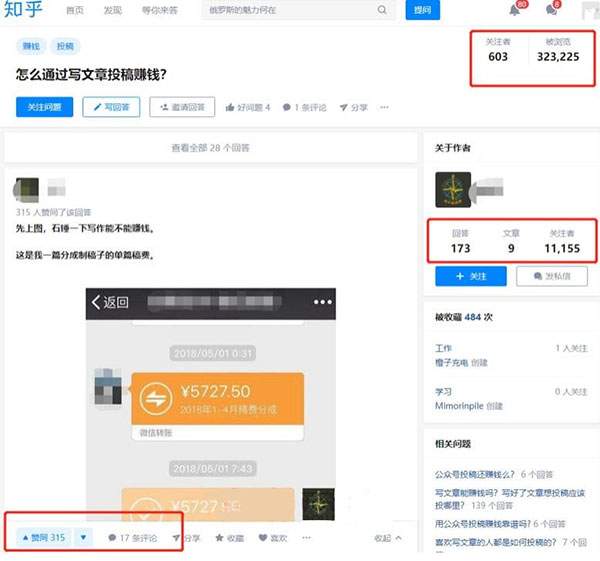 知乎 首页 发现 等你来答 俄罗斯的魅力何在 提问 80 8
赚钱 投稿
怎么通过写文章投稿赚钱?
关注者 被浏览
603 323,225
关注问题 写回答 邀请回答 好问题 4 1 条评论 分享 ···
查看全部 28 个回答
315 人赞同了该回答
先上图,石锤一下写作能不能赚钱。
这是我一篇分成制稿子的单篇稿费。
返回 •••
2018/05/01 0:31
¥5727.50
2018年1-4月稿费分成
微信转账
2018/05/01 7:43
赞同 315 17 条评论 分享 收藏 喜欢 ··· 收起
关于作者
回答 文章 关注者
173 9 11,155
+ 关注 发私信
被收藏 484 次
工作 1 人关注
橙子充电 创建
学习 0 人关注
Mimorinpile 创建
相关问题
公众号投稿还赚钱么? 6 个回答
写文章能赚钱吗?写好了文章想投稿应该
投哪里? 639 个回答
用公众号投稿赚钱靠谱吗? 6 个回答
喜欢写文章的人都是如何投稿的? 7